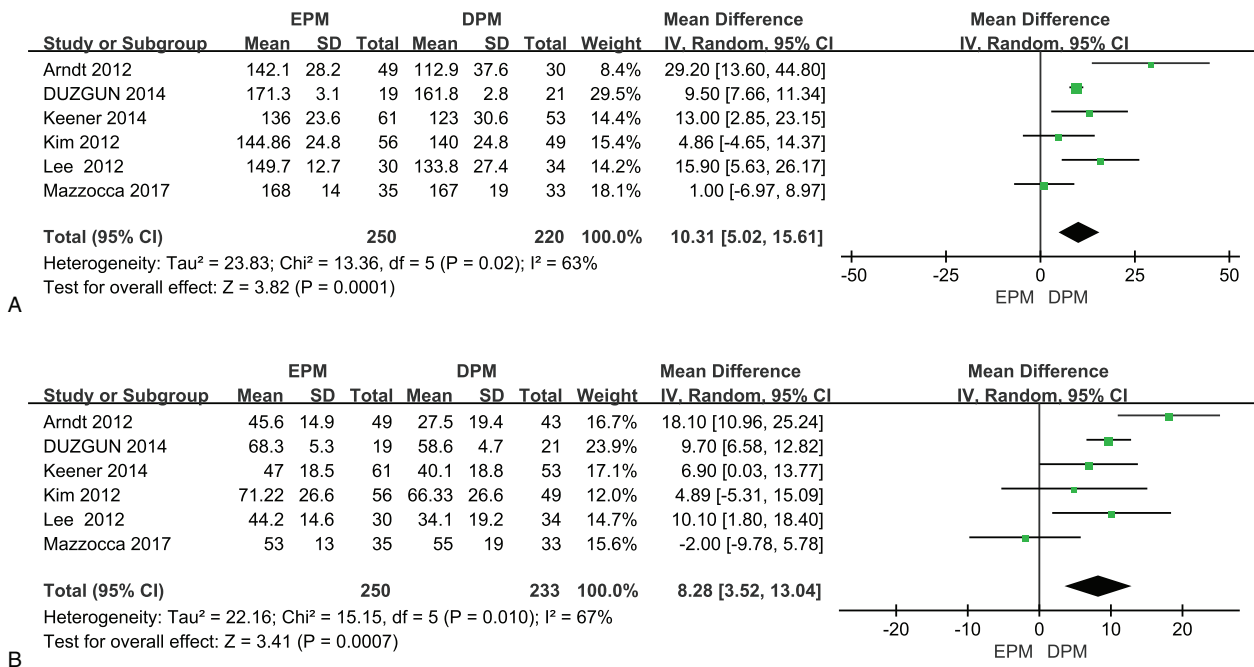 EPM DPM Mean Difference Mean Difference
Study or Subgroup Mean SD Total Mean SD Total Weight IV, Random, 95% CI IV, Random, 95% CI
Arndt 2012 142.1 28.2 49 112.9 37.6 30 8.4% 29.20 [13.60, 44.80]
DUZGUN 2014 171.3 3.1 19 161.8 2.8 21 29.5% 9.50 [7.66, 11.34]
Keener 2014 136 23.6 61 123 30.6 53 14.4% 13.00 [2.85, 23.15]
Kim 2012 144.86 24.8 56 140 24.8 49 15.4% 4.86 [-4.65, 14.37]
Lee 2012 149.7 12.7 30 133.8 27.4 34 14.2% 15.90 [5.63, 26.17]
Mazzocca 2017 168 14 35 167 19 33 18.1% 1.00 [-6.97, 8.97]
Total (95% CI) 250 220 100.0% 10.31 [5.02, 15.61]
Heterogeneity: Tau² = 23.83; Chi² = 13.36, df = 5 (P = 0.02); I² = 63%
-50 -25 0 25 50
Test for overall effect: Z = 3.82 (P = 0.0001)
EPM DPM
A
EPM DPM Mean Difference Mean Difference
Study or Subgroup Mean SD Total Mean SD Total Weight IV, Random, 95% CI IV, Random, 95% CI
Arndt 2012 45.6 14.9 49 27.5 19.4 43 16.7% 18.10 [10.96, 25.24]
DUZGUN 2014 68.3 5.3 19 58.6 4.7 21 23.9% 9.70 [6.58, 12.82]
Keener 2014 47 18.5 61 40.1 18.8 53 17.1% 6.90 [0.03, 13.77]
Kim 2012 71.22 26.6 56 66.33 26.6 49 12.0% 4.89 [-5.31, 15.09]
Lee 2012 44.2 14.6 30 34.1 19.2 34 14.7% 10.10 [1.80, 18.40]
Mazzocca 2017 53 13 35 55 19 33 15.6% -2.00 [-9.78, 5.78]
Total (95% CI) 250 233 100.0% 8.28 [3.52, 13.04]
Heterogeneity: Tau² = 22.16; Chi² = 15.15, df = 5 (P = 0.010); I² = 67%
-20 -10 0 10 20
Test for overall effect: Z = 3.41 (P = 0.0007)
EPM DPM
B